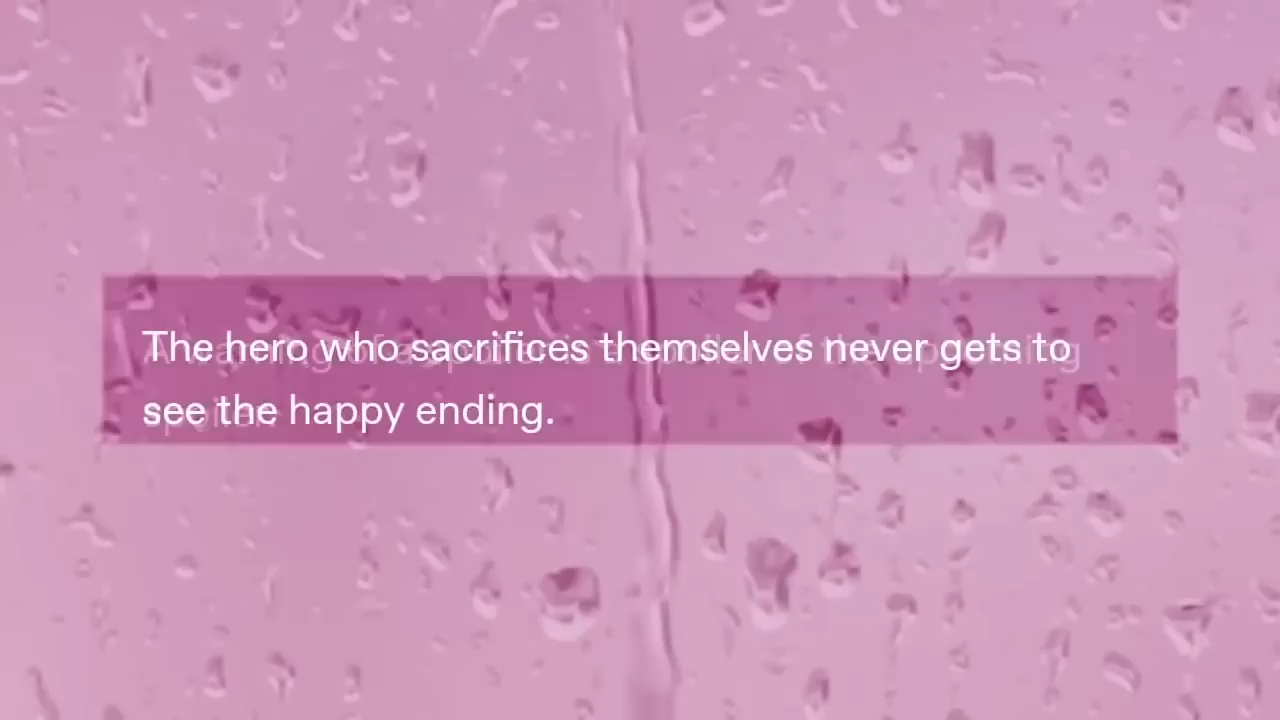 The hero who sacrifices themselves never gets to
see the happy ending.